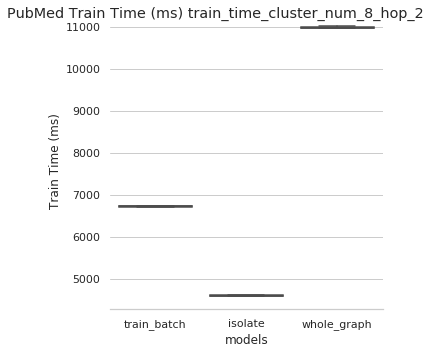 PubMed Train Time (ms) train_time_cluster_num_8_hop_2
11000
10000
9000
8000
7000
6000
5000
Train Time (ms)
train_batch isolate whole_graph
models